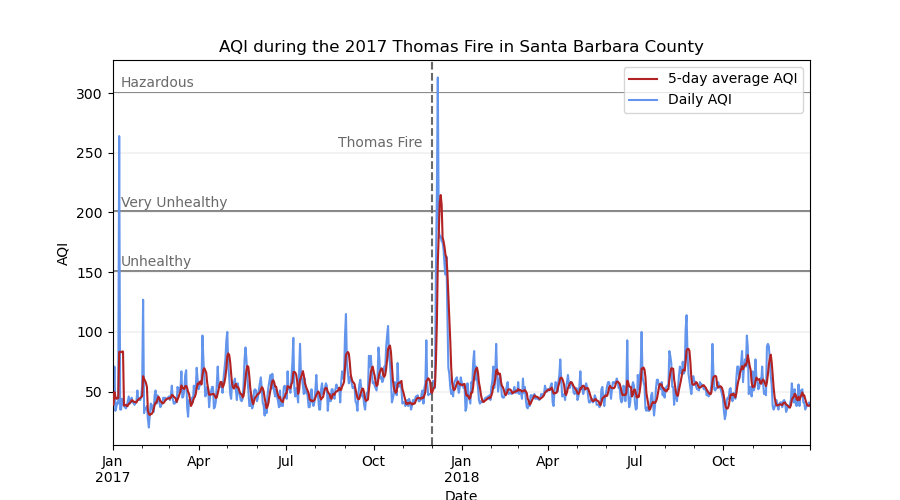 AQI during the 2017 Thomas Fire in Santa Barbara County
5-day average AQI
Daily AQI
Hazardous
Thomas Fire
Very Unhealthy
Unhealthy
AQI
300
250
200
150
100
50
Jan Apr Jul Oct Jan Apr Jul Oct
2017 2018
Date